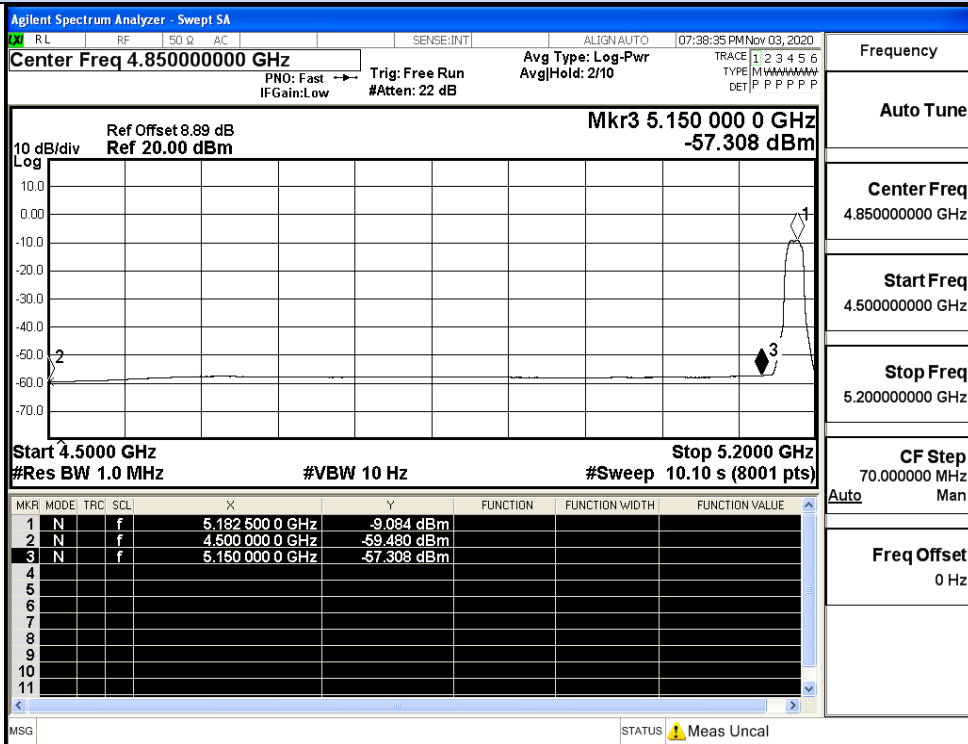 Agilent Spectrum Analyzer - Swept SA
LXI RL RF 50 Ω AC SENSE:INT ALIGN AUTO 07:38:35 PM Nov 03, 2020
Center Freq 4.850000000 GHz
PNO: Fast
IFGain:Low
Trig: Free Run
#Atten: 22 dB
Avg Type: Log-Pwr
Avg|Hold: 2/10
TRACE 1 2 3 4 5 6
TYPE M WWWWW
DET P P P P P P
Ref Offset 8.89 dB
10 dB/div Ref 20.00 dBm
Log
Mkr3 5.150 000 0 GHz
-57.308 dBm
10.0
0.00
-10.0
-20.0
-30.0
-40.0
-50.0
-60.0
-70.0
1
2
3
Start 4.5000 GHz Stop 5.2000 GHz
#Res BW 1.0 MHz #VBW 10 Hz #Sweep 10.10 s (8001 pts)
MKR MODE TRC SCL X Y FUNCTION FUNCTION WIDTH FUNCTION VALUE
1 N f 5.182 500 0 GHz -9.084 dBm
2 N f 4.500 000 0 GHz -59.480 dBm
3 N f 5.150 000 0 GHz -57.308 dBm
4
5
6
7
8
9
10
11
MSG STATUS Meas Uncal
Frequency
Auto Tune
Center Freq
4.850000000 GHz
Start Freq
4.500000000 GHz
Stop Freq
5.200000000 GHz
CF Step
70.000000 MHz
Auto Man
Freq Offset
0 Hz